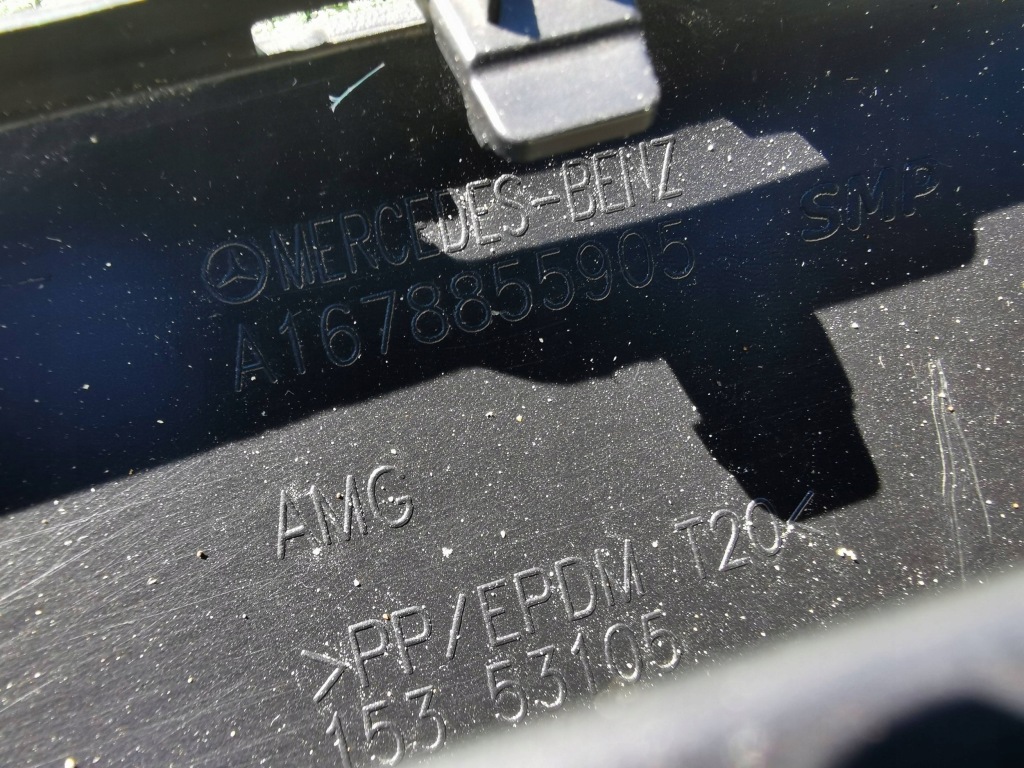 MERCEDES-BENZ
A1678855905
SMP
AMG
>PP/EPDM T20<
153 53105